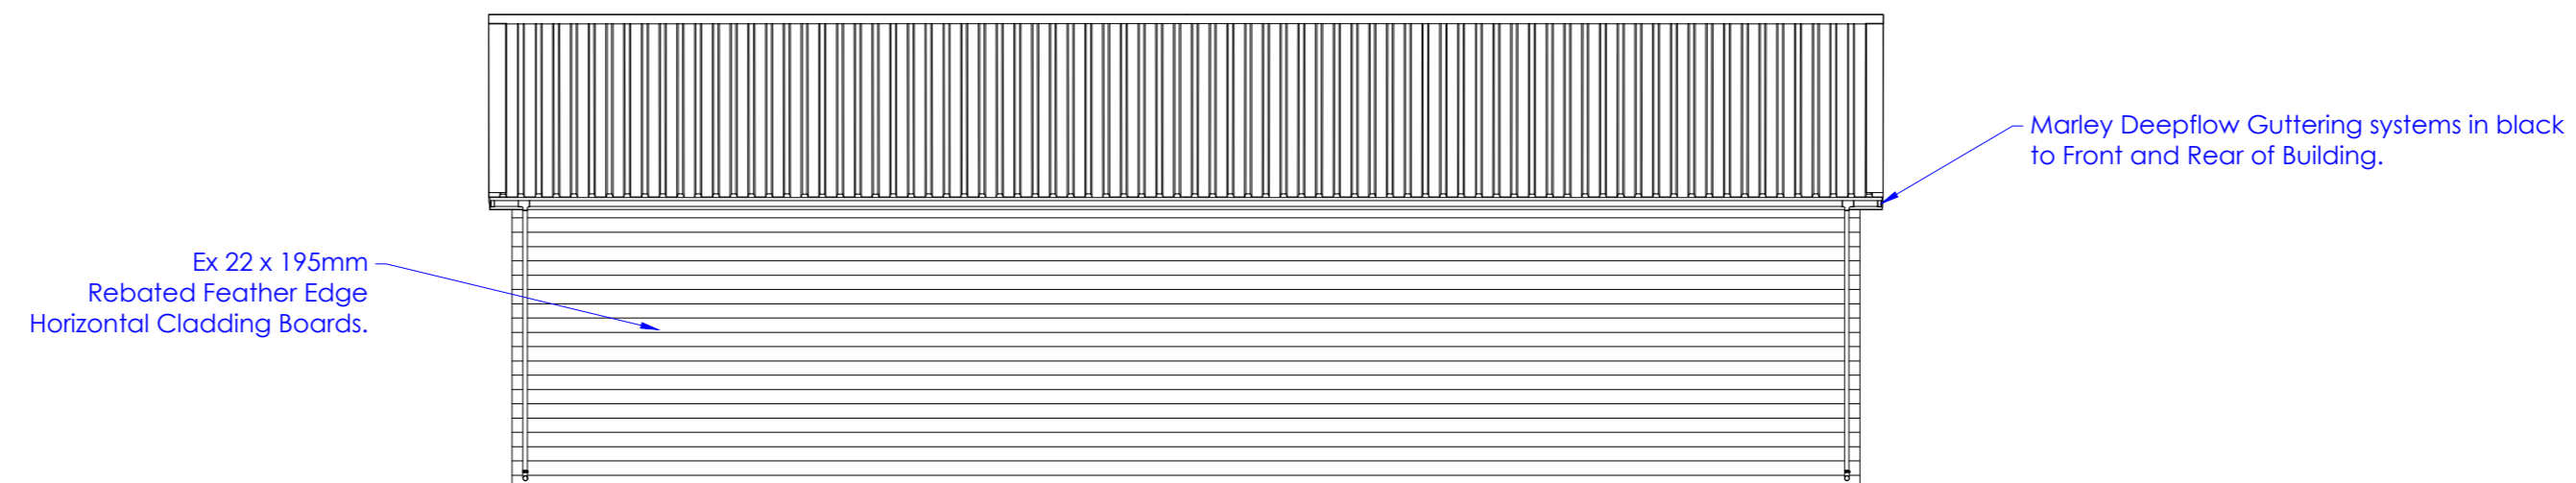 Marley Deepflow Guttering systems in black
to Front and Rear of Building.
Ex 22 x 195mm
Rebated Feather Edge
Horizontal Cladding Boards.